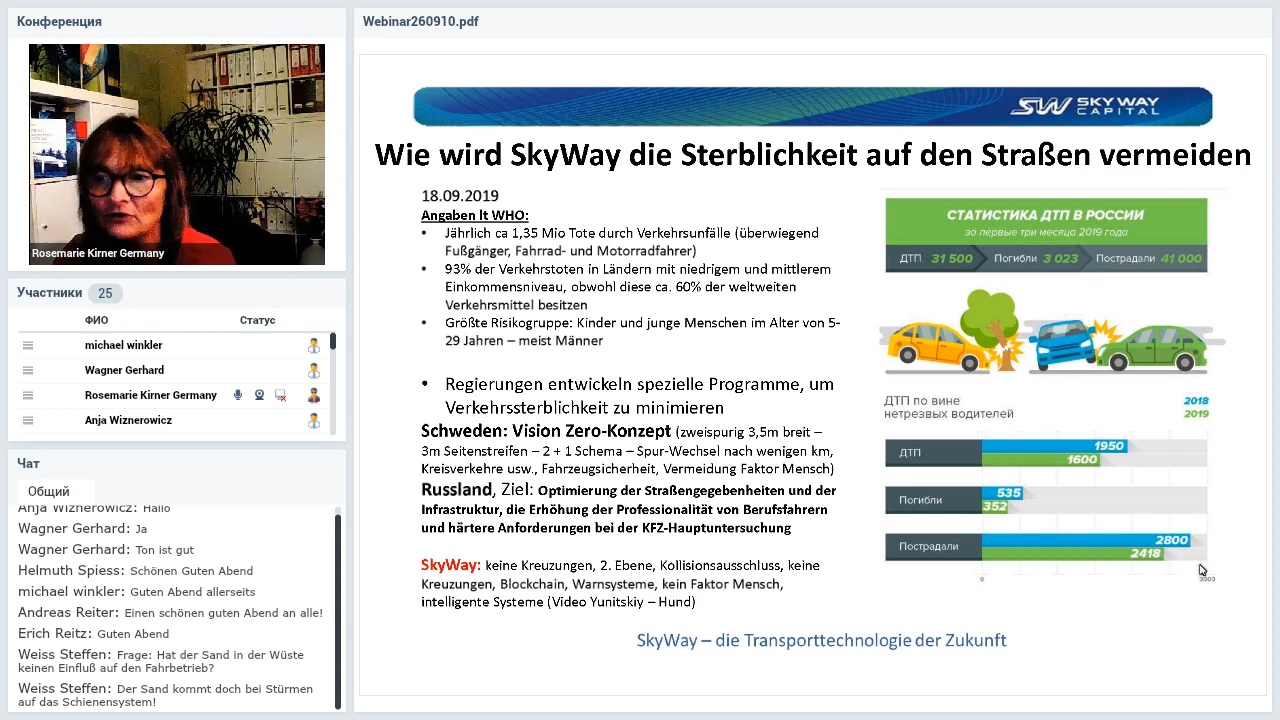 Конференция
Rosemarie Kirner Germany
Участники 25
ФИО Статус
michael winkler
Wagner Gerhard
Rosemarie Kirner Germany
Anja Wiznerowicz
Чат
Общий
Anja Wiznerowicz: Hallo
Wagner Gerhard: Ja
Wagner Gerhard: Ton ist gut
Helmuth Spiess: Schönen Guten Abend
michael winkler: Guten Abend allerseits
Andreas Reiter: Einen schönen guten Abend an alle!
Erich Reitz: Guten Abend
Weiss Steffen: Frage: Hat der Sand in der Wüste
keinen Einfluß auf den Fahrbetrieb?
Weiss Steffen: Der Sand kommt doch bei Stürmen
auf das Schienensystem!
Webinar260910.pdf
SW SKY WAY
CAPITAL
Wie wird SkyWay die Sterblichkeit auf den Straßen vermeiden
18.09.2019
Angaben lt WHO:
• Jährlich ca 1,35 Mio Tote durch Verkehrsunfälle (überwiegend
Fußgänger, Fahrrad- und Motorradfahrer)
• 93% der Verkehrstoten in Ländern mit niedrigem und mittlerem
Einkommensniveau, obwohl diese ca. 60% der weltweiten
Verkehrsmittel besitzen
• Größte Risikogruppe: Kinder und junge Menschen im Alter von 5-
29 Jahren – meist Männer
• Regierungen entwickeln spezielle Programme, um
Verkehrssterblichkeit zu minimieren
Schweden: Vision Zero-Konzept (zweispurig 3,5m breit –
3m Seitenstreifen – 2 + 1 Schema – Spur-Wechsel nach wenigen km,
Kreisverkehre usw., Fahrzeugsicherheit, Vermeidung Faktor Mensch)
Russland, Ziel: Optimierung der Straßengegebenheiten und der
Infrastruktur, die Erhöhung der Professionalität von Berufsfahrern
und härtere Anforderungen bei der KFZ-Hauptuntersuchung
SkyWay: keine Kreuzungen, 2. Ebene, Kollisionsausschluss, keine
Kreuzungen, Blockchain, Warnsysteme, kein Faktor Mensch,
intelligente Systeme (Video Yunitskiy – Hund)
СТАТИСТИКА ДТП В РОССИИ
за первые три месяца 2019 года
ДТП 31 500 Погибли 3 023 Пострадали 41 000
ДТП по вине 2018
нетрезвых водителей 2019
ДТП 1950
1600
Погибли 535
352
Пострадали 2800
2418
0 3000
SkyWay – die Transporttechnologie der Zukunft